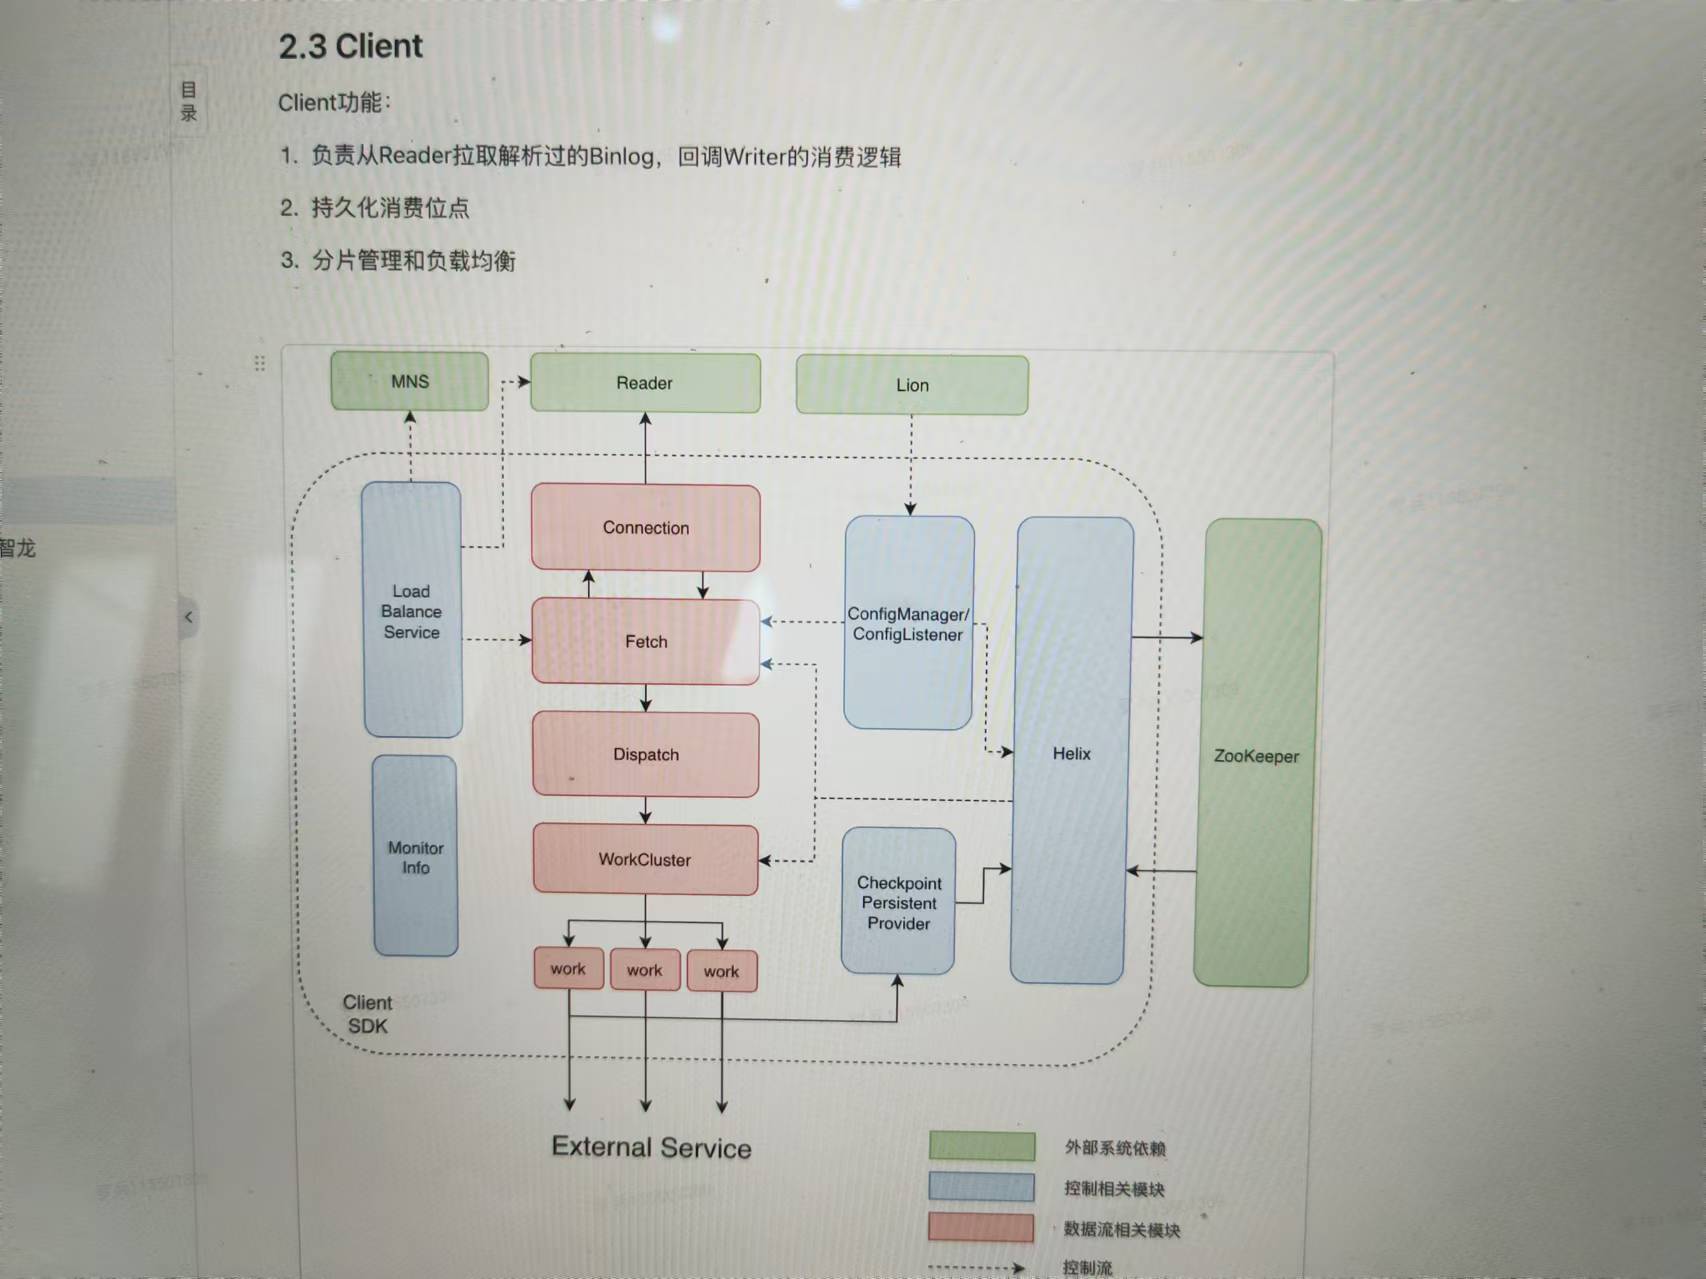 2.3 Client
目
录
Client功能：
1. 负责从Reader拉取解析过的Binlog，回调Writer的消费逻辑
2. 持久化消费位点
3. 分片管理和负载均衡
MNS
Reader
Lion
Connection
智龙
Load
Balance
Service
Fetch
ConfigManager/
ConfigListener
Dispatch
Helix
ZooKeeper
Monitor
Info
WorkCluster
Checkpoint
Persistent
Provider
work
work
work
Client
SDK
External Service
外部系统依赖
控制相关模块
数据流相关模块
控制流